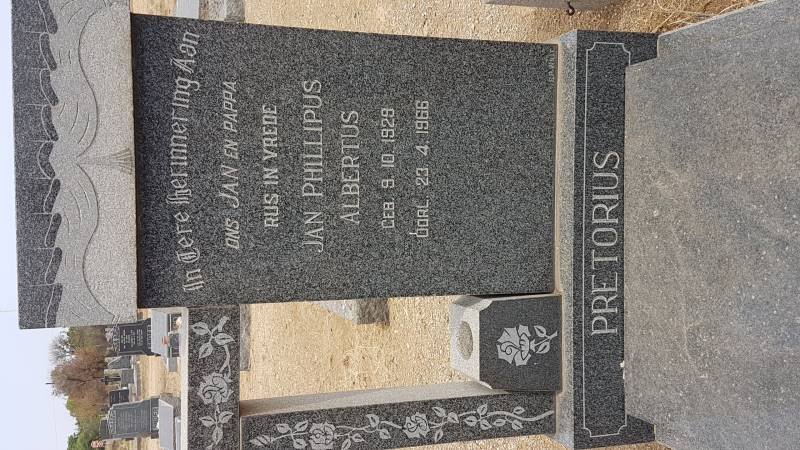 In Tere Herinnering Aan
ONS JAN EN PAPPA
RUS IN VREDE
JAN PHILLIPUS
ALBERTUS
GEB. 9. 10. 1929
OORL. 23. 4. 1966
PRETORIUS